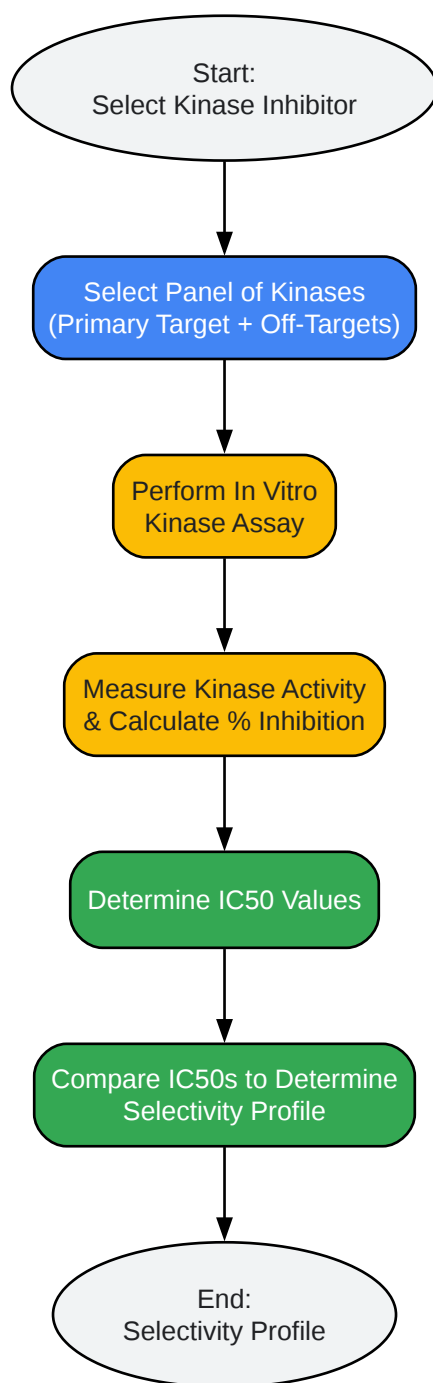 Start:
Select Kinase Inhibitor
Select Panel of Kinases
(Primary Target + Off-Targets)
Perform In Vitro
Kinase Assay
Measure Kinase Activity
& Calculate % Inhibition
Determine IC50 Values
Compare IC50s to Determine
Selectivity Profile
End:
Selectivity Profile